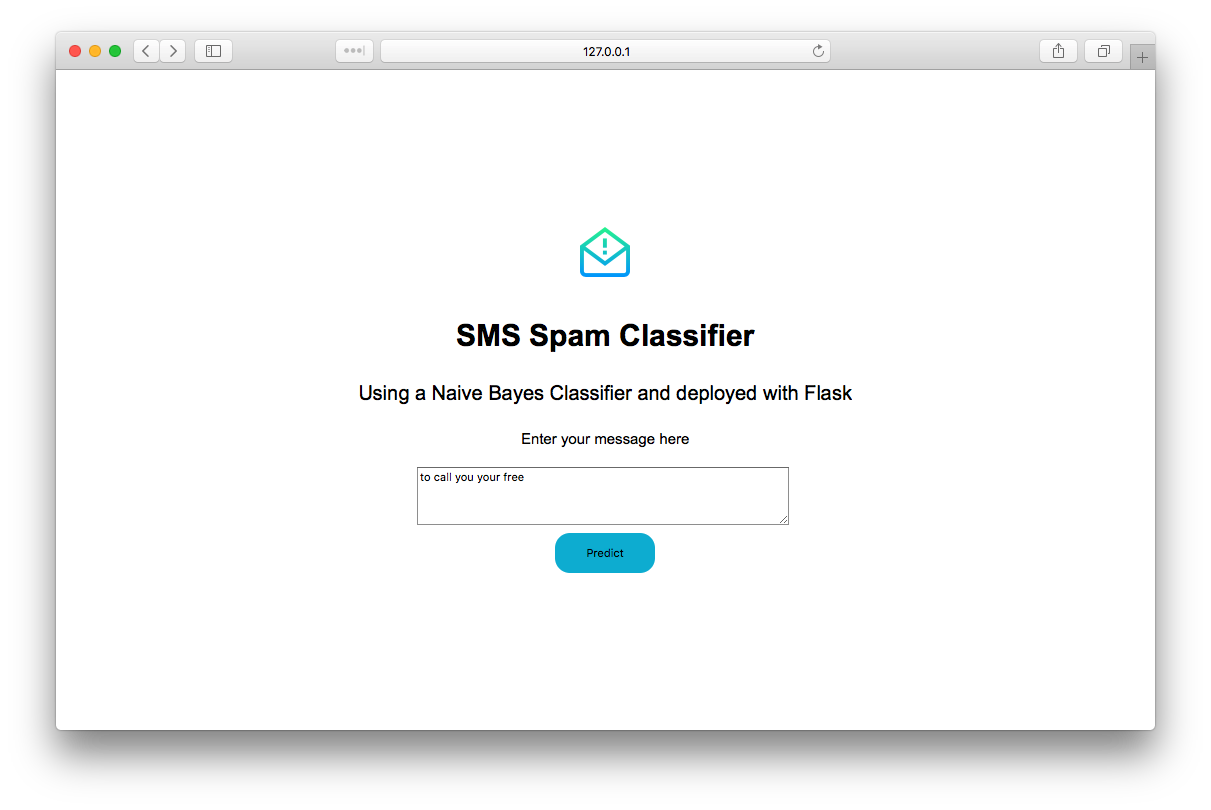 127.0.0.1
SMS Spam Classifier
Using a Naive Bayes Classifier and deployed with Flask
Enter your message here
to call you your free
Predict